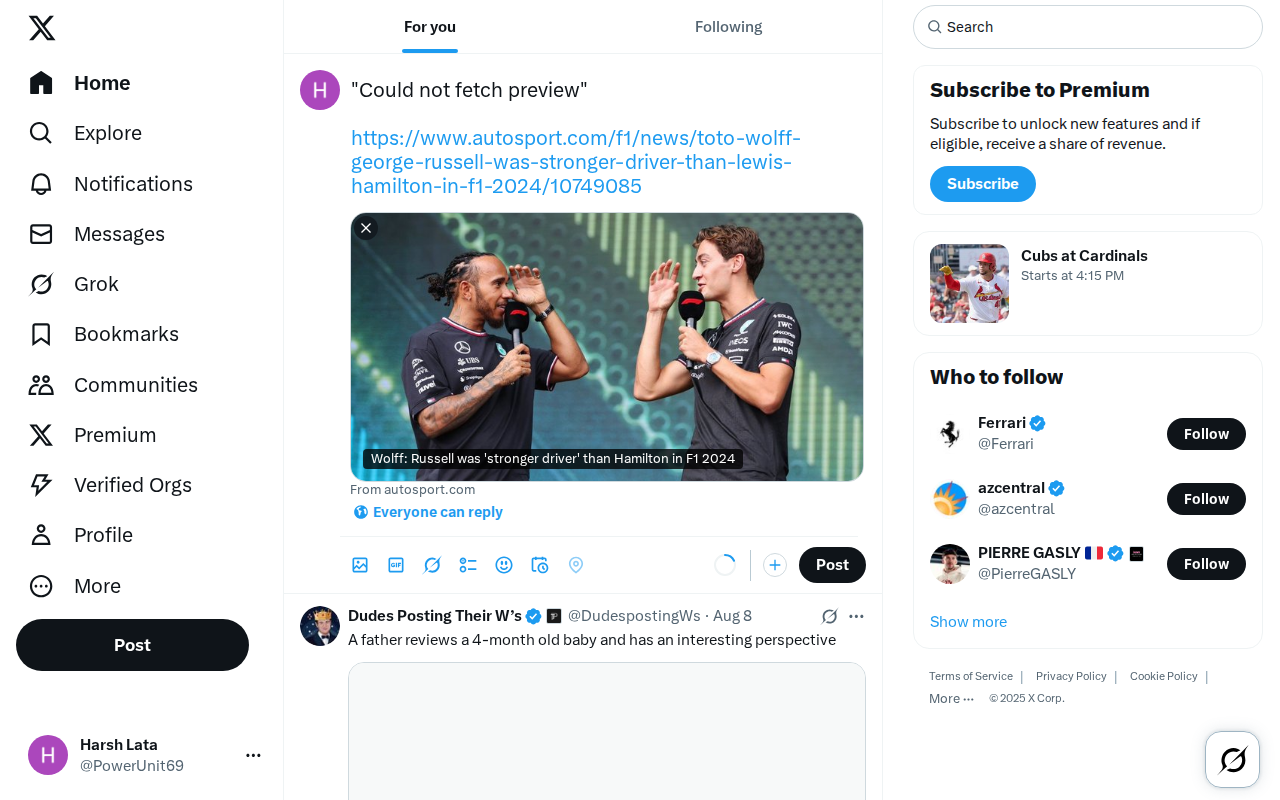 Home
Explore
Notifications
Messages
Grok
Bookmarks
Communities
Premium
Verified Orgs
Profile
More
Post
H
Harsh Lata
@PowerUnit69
For you
Following
H
"Could not fetch preview"
https://www.autosport.com/f1/news/toto-wolff-
george-russell-was-stronger-driver-than-lewis-
hamilton-in-f1-2024/10749085
UBS
SOLERA
IWC
INEOS
AMD
Wolff: Russell was 'stronger driver' than Hamilton in F1 2024
From autosport.com
Everyone can reply
GIF
Post
Dudes Posting Their W's @DudespostingWs · Aug 8
A father reviews a 4-month old baby and has an interesting perspective
Search
Subscribe to Premium
Subscribe to unlock new features and if
eligible, receive a share of revenue.
Subscribe
Cubs at Cardinals
Starts at 4:15 PM
Who to follow
Ferrari
@Ferrari
Follow
azcentral
@azcentral
Follow
PIERRE GASLY
@PierreGASLY
Follow
Show more
Terms of Service | Privacy Policy | Cookie Policy |
More ··· © 2025 X Corp.